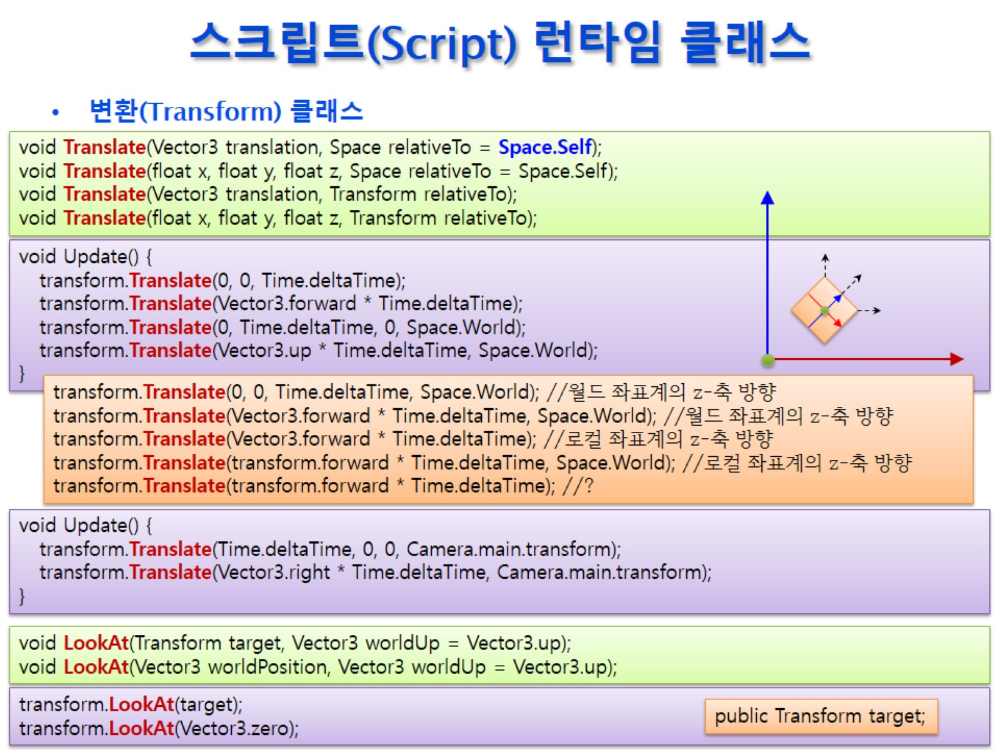 스크립트(Script) 런타임 클래스
• 변환(Transform) 클래스
void Translate(Vector3 translation, Space relativeTo = Space.Self);
void Translate(float x, float y, float z, Space relativeTo = Space.Self);
void Translate(Vector3 translation, Transform relativeTo);
void Translate(float x, float y, float z, Transform relativeTo);
void Update() {
transform.Translate(0, 0, Time.deltaTime);
transform.Translate(Vector3.forward * Time.deltaTime);
transform.Translate(0, Time.deltaTime, 0, Space.World);
transform.Translate(Vector3.up * Time.deltaTime, Space.World);
}
transform.Translate(0, 0, Time.deltaTime, Space.World); //월드 좌표계의 z-축 방향
transform.Translate(Vector3.forward * Time.deltaTime, Space.World); //월드 좌표계의 z-축 방향
transform.Translate(Vector3.forward * Time.deltaTime); //로컬 좌표계의 z-축 방향
transform.Translate(transform.forward * Time.deltaTime, Space.World); //로컬 좌표계의 z-축 방향
transform.Translate(transform.forward * Time.deltaTime); //?
void Update() {
transform.Translate(Time.deltaTime, 0, 0, Camera.main.transform);
transform.Translate(Vector3.right * Time.deltaTime, Camera.main.transform);
}
void LookAt(Transform target, Vector3 worldUp = Vector3.up);
void LookAt(Vector3 worldPosition, Vector3 worldUp = Vector3.up);
transform.LookAt(target);
transform.LookAt(Vector3.zero);
public Transform target;